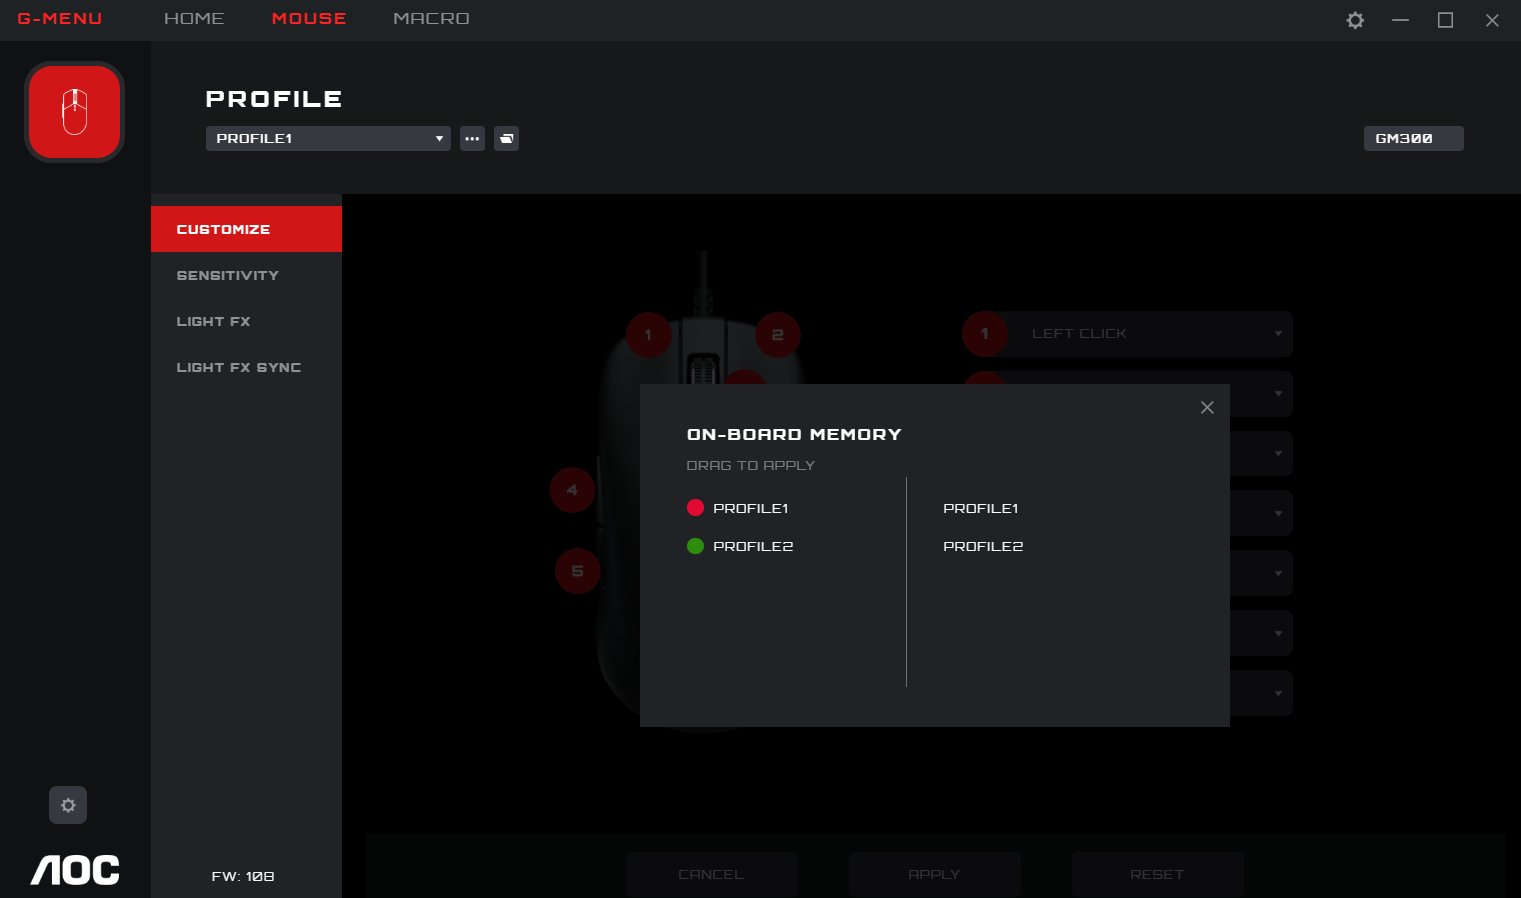 G-MENU HOME MOUSE MACRO
PROFILE
PROFILE1
GM300
CUSTOMIZE
SENSITIVITY
LIGHT FX
LIGHT FX SYNC
1 2
1 LEFT CLICK
ON-BOARD MEMORY
DRAG TO APPLY
PROFILE1 PROFILE1
PROFILE2 PROFILE2
4
5
AOC
FW: 108
CANCEL APPLY RESET